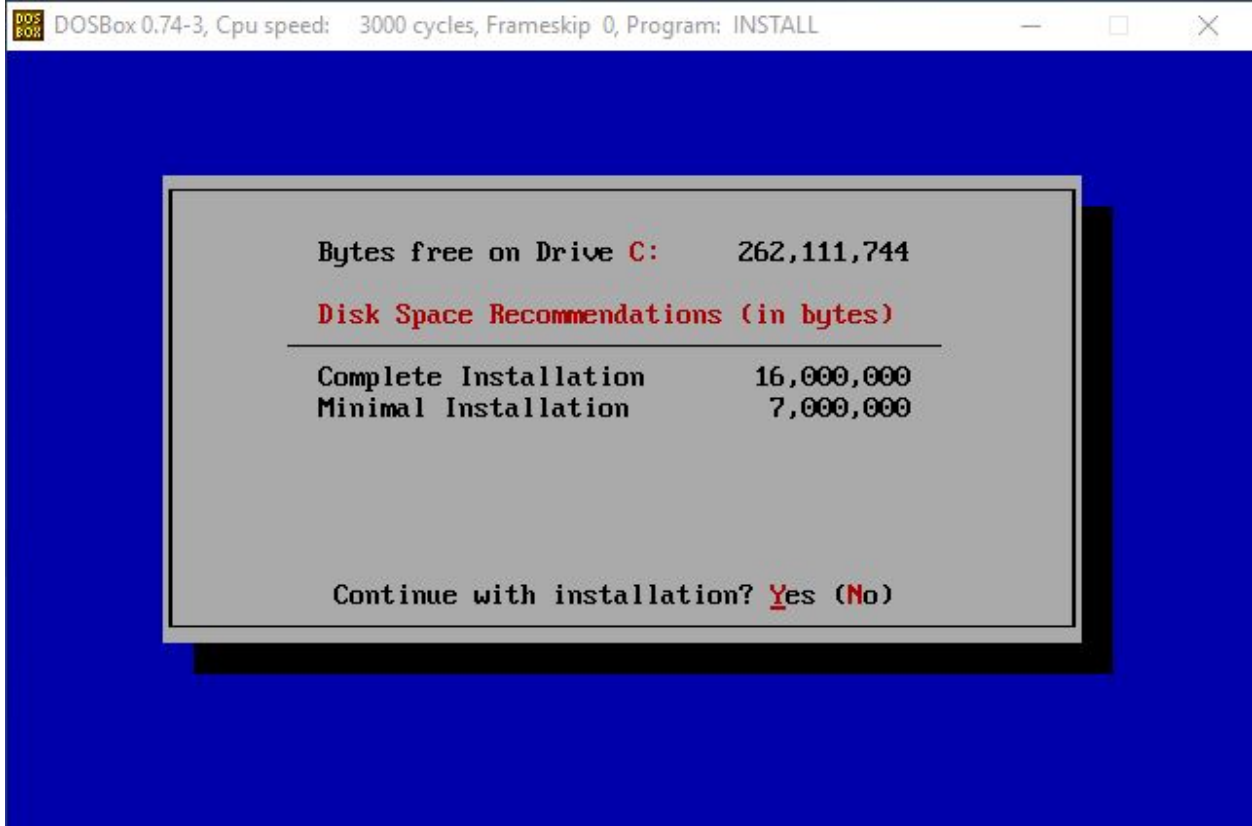 DOS BOX DOSBox 0.74-3, Cpu speed: 3000 cycles, Frameskip 0, Program: INSTALL
Bytes free on Drive C: 262,111,744
Disk Space Recommendations (in bytes)
Complete Installation 16,000,000
Minimal Installation 7,000,000
Continue with installation? Yes (No)